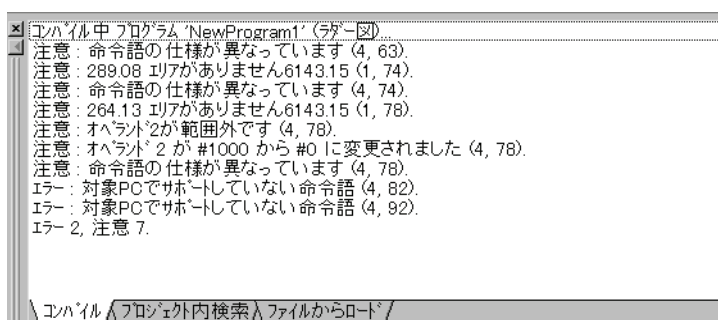 コンパイル中 プログラム 'NewProgram1' (ラダー図)...
注意 : 命令語の仕様が異なっています (4, 63).
注意 : 289.08 エリアがありません6143.15 (1, 74).
注意 : 命令語の仕様が異なっています (4, 74).
注意 : 264.13 エリアがありません6143.15 (1, 78).
注意 : オペランド2が範囲外です (4, 78).
注意 : オペランド 2 が #1000 から #0 に変更されました (4, 78).
注意 : 命令語の仕様が異なっています (4, 78).
エラー : 対象PCでサポートしていない命令語 (4, 82).
エラー : 対象PCでサポートしていない命令語 (4, 92).
エラー 2, 注意 7.
コンパイル プロジェクト内検索 ファイルからロード